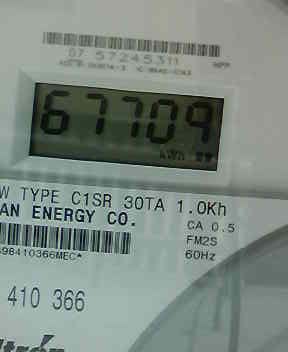 07 57245311
67709
kWh
W TYPE C1SR 30TA 1.0Kh
AN ENERGY CO.
CA 0.5
FM2S
60Hz
598410366MEC*
410 366